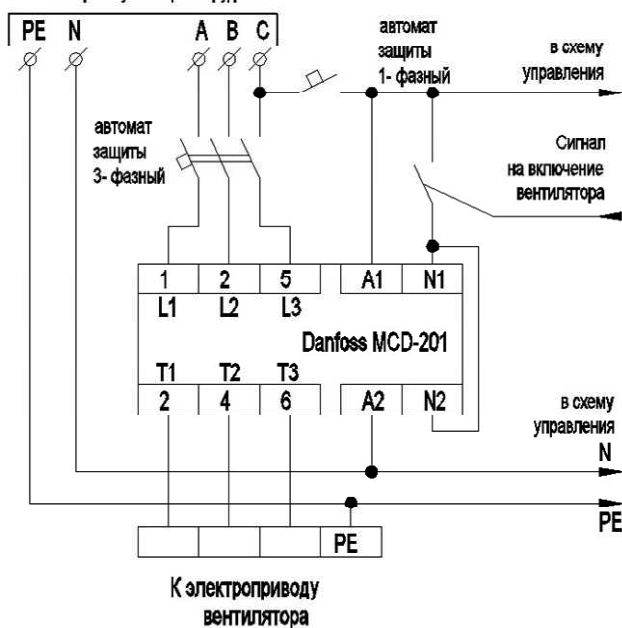 PE N A B C
автомат
защиты
1- фазный
в схему
управления
автомат
защиты
3- фазный
Сигнал
на включение
вентилятора
1 2 5 A1 N1
L1 L2 L3
Danfoss MCD-201
T1 T2 T3
2 4 6 A2 N2
в схему
управления
N
PE
PE
К электроприводу
вентилятора